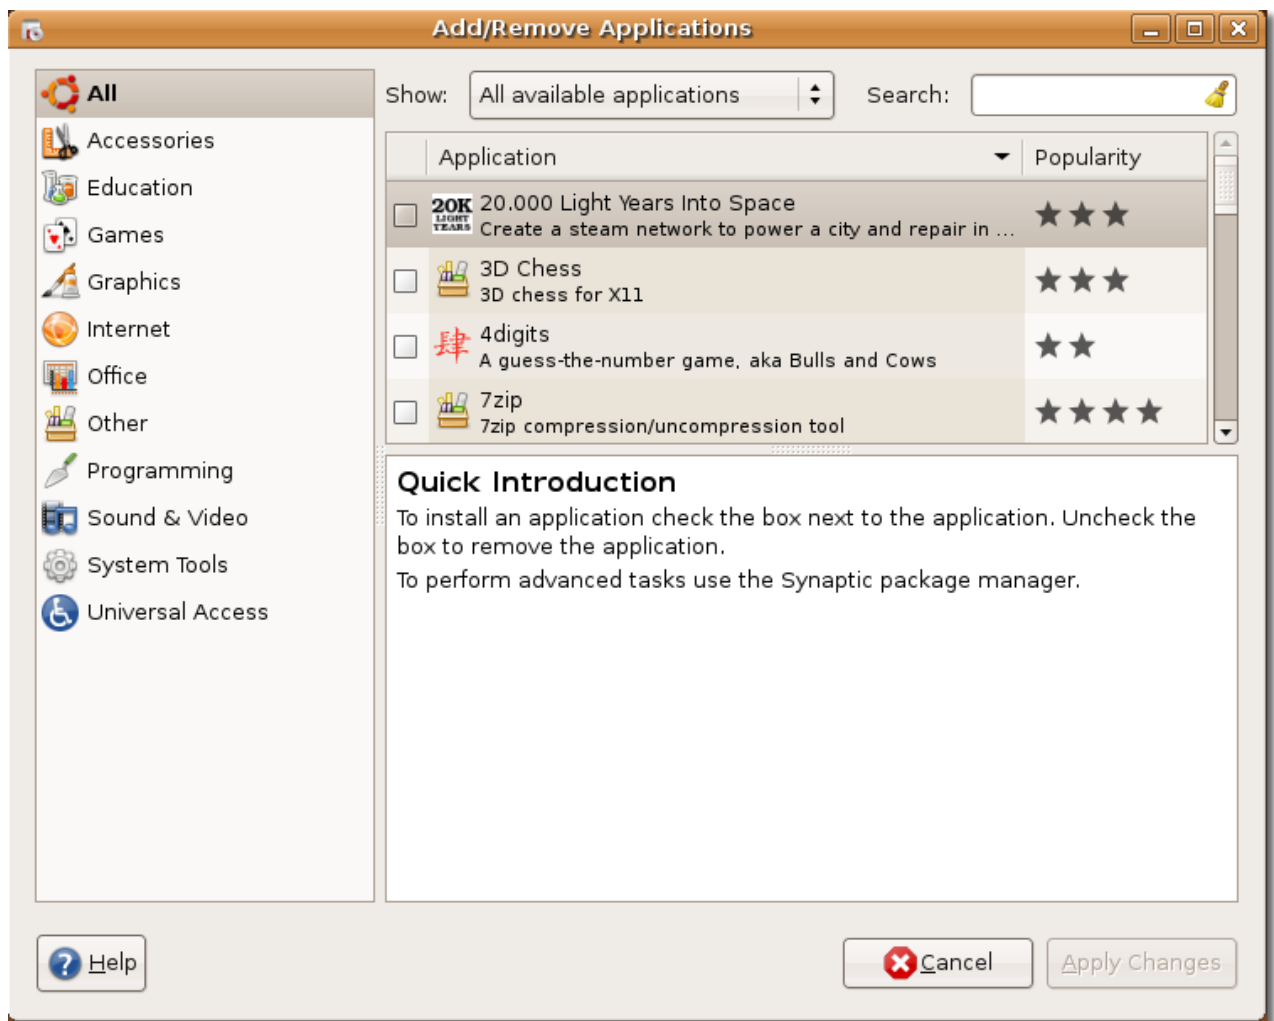 Add/Remove Applications
All
Accessories
Education
Games
Graphics
Internet
Office
Other
Programming
Sound & Video
System Tools
Universal Access
Show: All available applications Search:
Application Popularity
20K LIGHT YEARS
20.000 Light Years Into Space
Create a steam network to power a city and repair in ...
3D Chess
3D chess for X11
肆
4digits
A guess-the-number game, aka Bulls and Cows
7zip
7zip compression/uncompression tool
Quick Introduction
To install an application check the box next to the application. Uncheck the
box to remove the application.
To perform advanced tasks use the Synaptic package manager.
Help Cancel Apply Changes